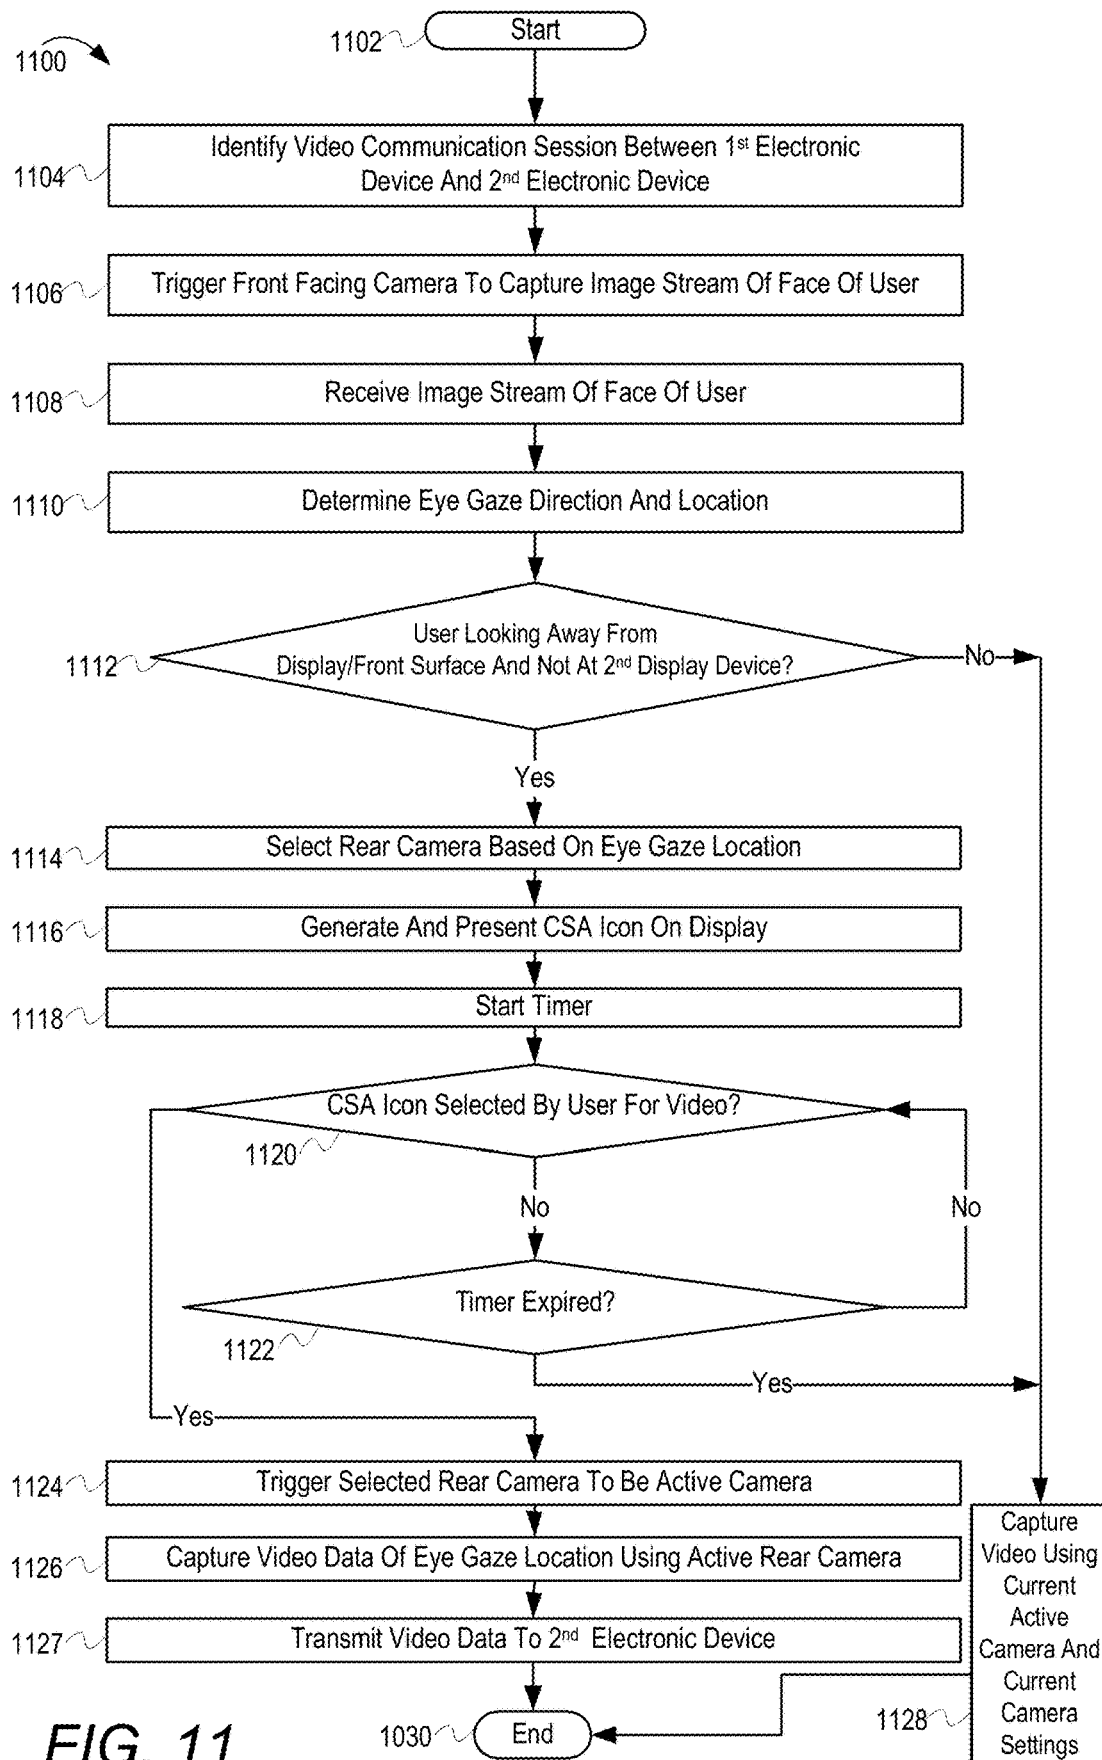 1100
1102
Start
1104
Identify Video Communication Session Between 1st Electronic
Device And 2nd Electronic Device
1106
Trigger Front Facing Camera To Capture Image Stream Of Face Of User
1108
Receive Image Stream Of Face Of User
1110
Determine Eye Gaze Direction And Location
1112
User Looking Away From
Display/Front Surface And Not At 2nd Display Device?
No
Yes
1114
Select Rear Camera Based On Eye Gaze Location
1116
Generate And Present CSA Icon On Display
1118
Start Timer
CSA Icon Selected By User For Video?
1120
No
No
Timer Expired?
1122
Yes
Yes
1124
Trigger Selected Rear Camera To Be Active Camera
1126
Capture Video Data Of Eye Gaze Location Using Active Rear Camera
1127
Transmit Video Data To 2nd Electronic Device
Capture
Video Using
Current
Active
Camera And
Current
Camera
Settings
1128
1030
End
FIG. 11